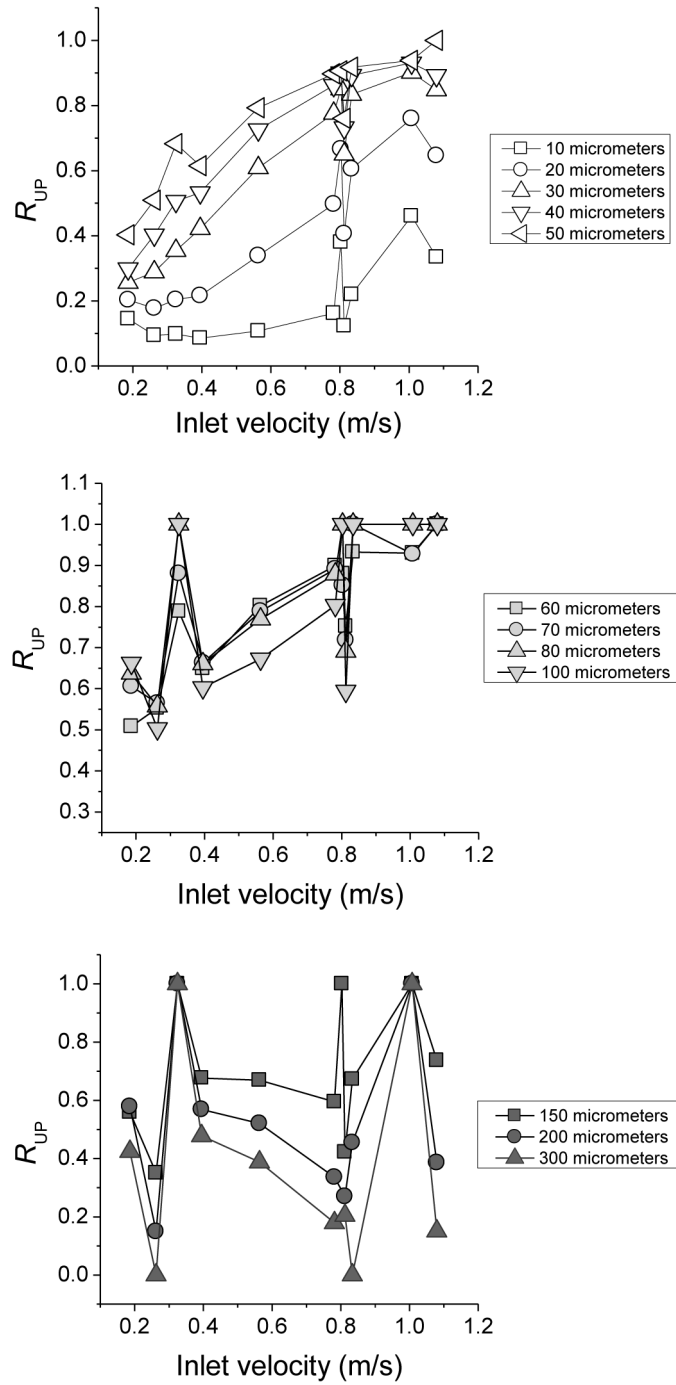 1.0
0.8
0.6
0.4
0.2
0.0
R UP
0.2 0.4 0.6 0.8 1.0 1.2
Inlet velocity (m/s)
10 micrometers
20 micrometers
30 micrometers
40 micrometers
50 micrometers
1.1
1.0
0.9
0.8
0.7
0.6
0.5
0.4
0.3
R UP
0.2 0.4 0.6 0.8 1.0 1.2
Inlet velocity (m/s)
60 micrometers
70 micrometers
80 micrometers
100 micrometers
1.0
0.8
0.6
0.4
0.2
0.0
R UP
0.2 0.4 0.6 0.8 1.0 1.2
Inlet velocity (m/s)
150 micrometers
200 micrometers
300 micrometers